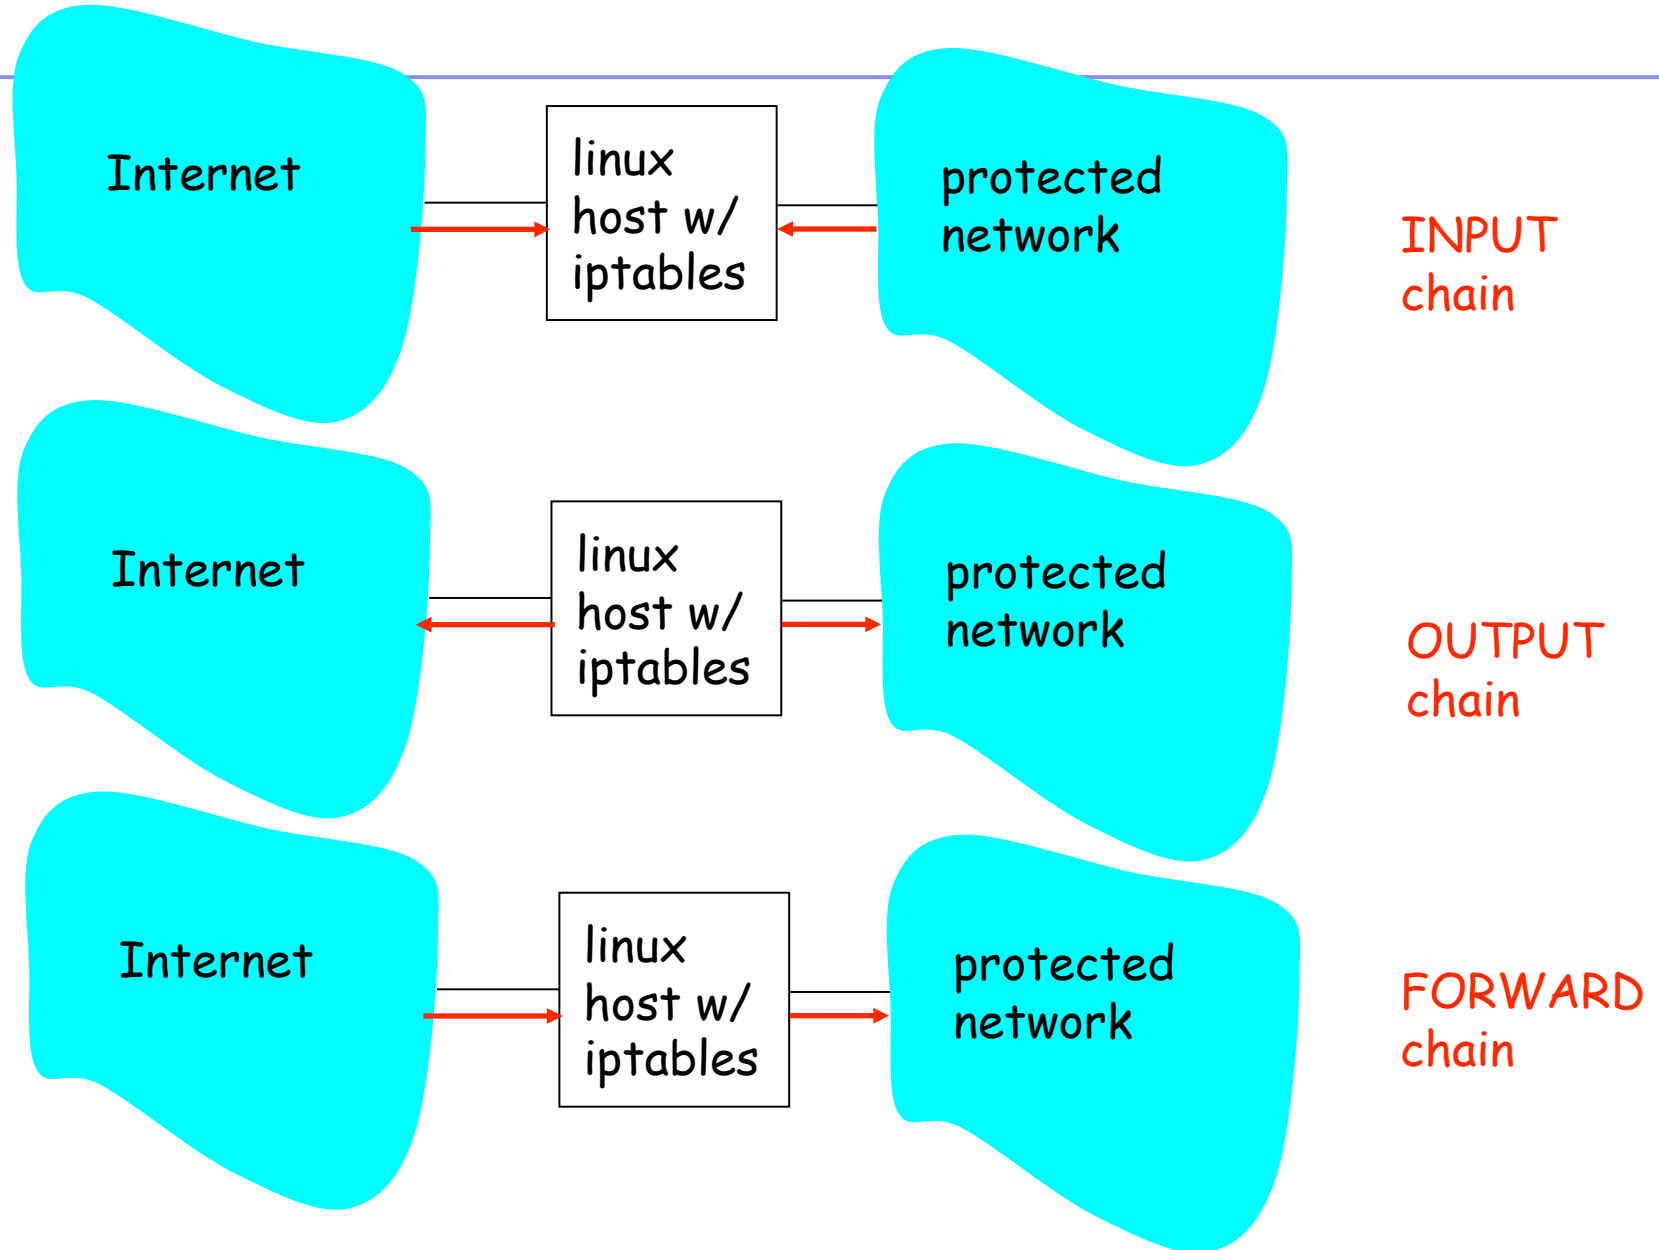 Internet
linux
host w/
iptables
protected
network
INPUT
chain
Internet
linux
host w/
iptables
protected
network
OUTPUT
chain
Internet
linux
host w/
iptables
protected
network
FORWARD
chain